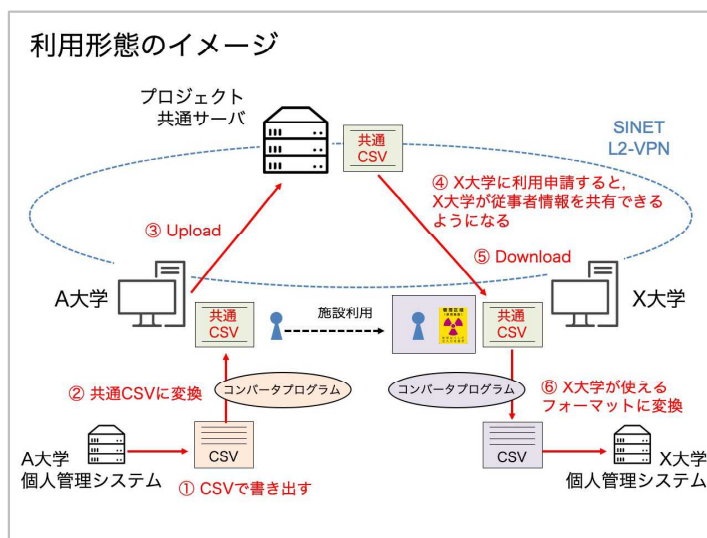 利用形態のイメージ
プロジェクト
共通サーバ
共通
CSV
SINET
L2-VPN
④ X大学に利用申請すると,
X大学が従事者情報を共有できる
ようになる
③ Upload
⑤ Download
A大学
X大学
共通
CSV
施設利用
管理区域
共通
CSV
② 共通CSVに変換
コンバータプログラム
コンバータプログラム
⑥ X大学が使える
フォーマットに変換
A大学
個人管理システム
CSV
CSV
X大学
個人管理システム
① CSVで書き出す